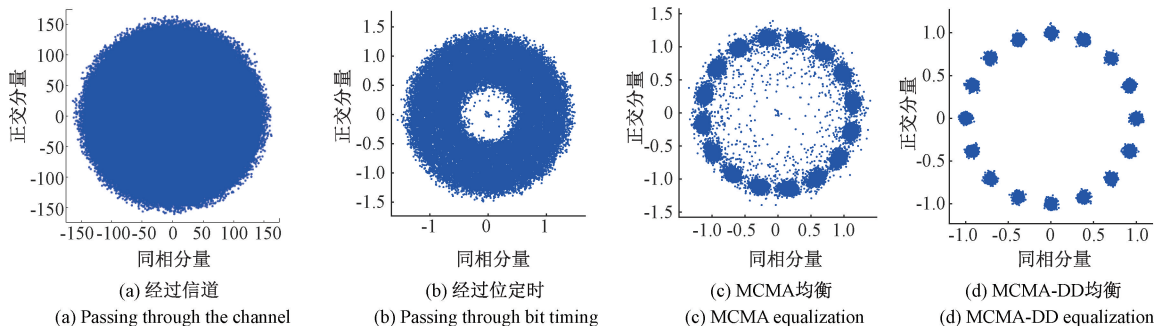 150
100
50
0
-50
-100
-150
-150 -100 -50 0 50 100 150
正交分量
同相分量
1.5
1.0
0.5
0
-0.5
-1.0
-1.5
-1 0 1
正交分量
同相分量
1.5
1.0
0.5
0
-0.5
-1.0
-1.5
-1.0 -0.5 0 0.5 1.0
正交分量
同相分量
1.0
0.5
0
-0.5
-1.0
-1.0 -0.5 0 0.5 1.0
正交分量
同相分量
(a) 经过信道
(b) 经过位定时
(c) MCMA均衡
(d) MCMA-DD均衡
(a) Passing through the channel
(b) Passing through bit timing
(c) MCMA equalization
(d) MCMA-DD equalization